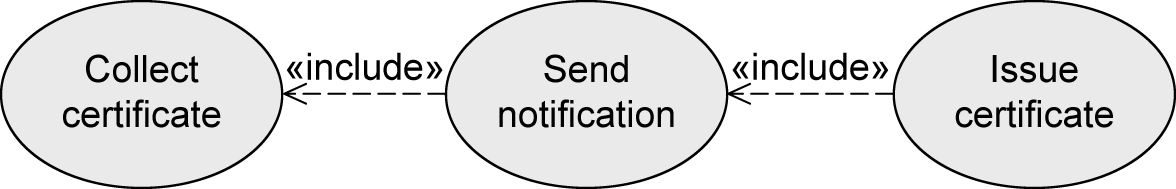 Collect
certificate
«include»
Send
notification
«include»
Issue
certificate